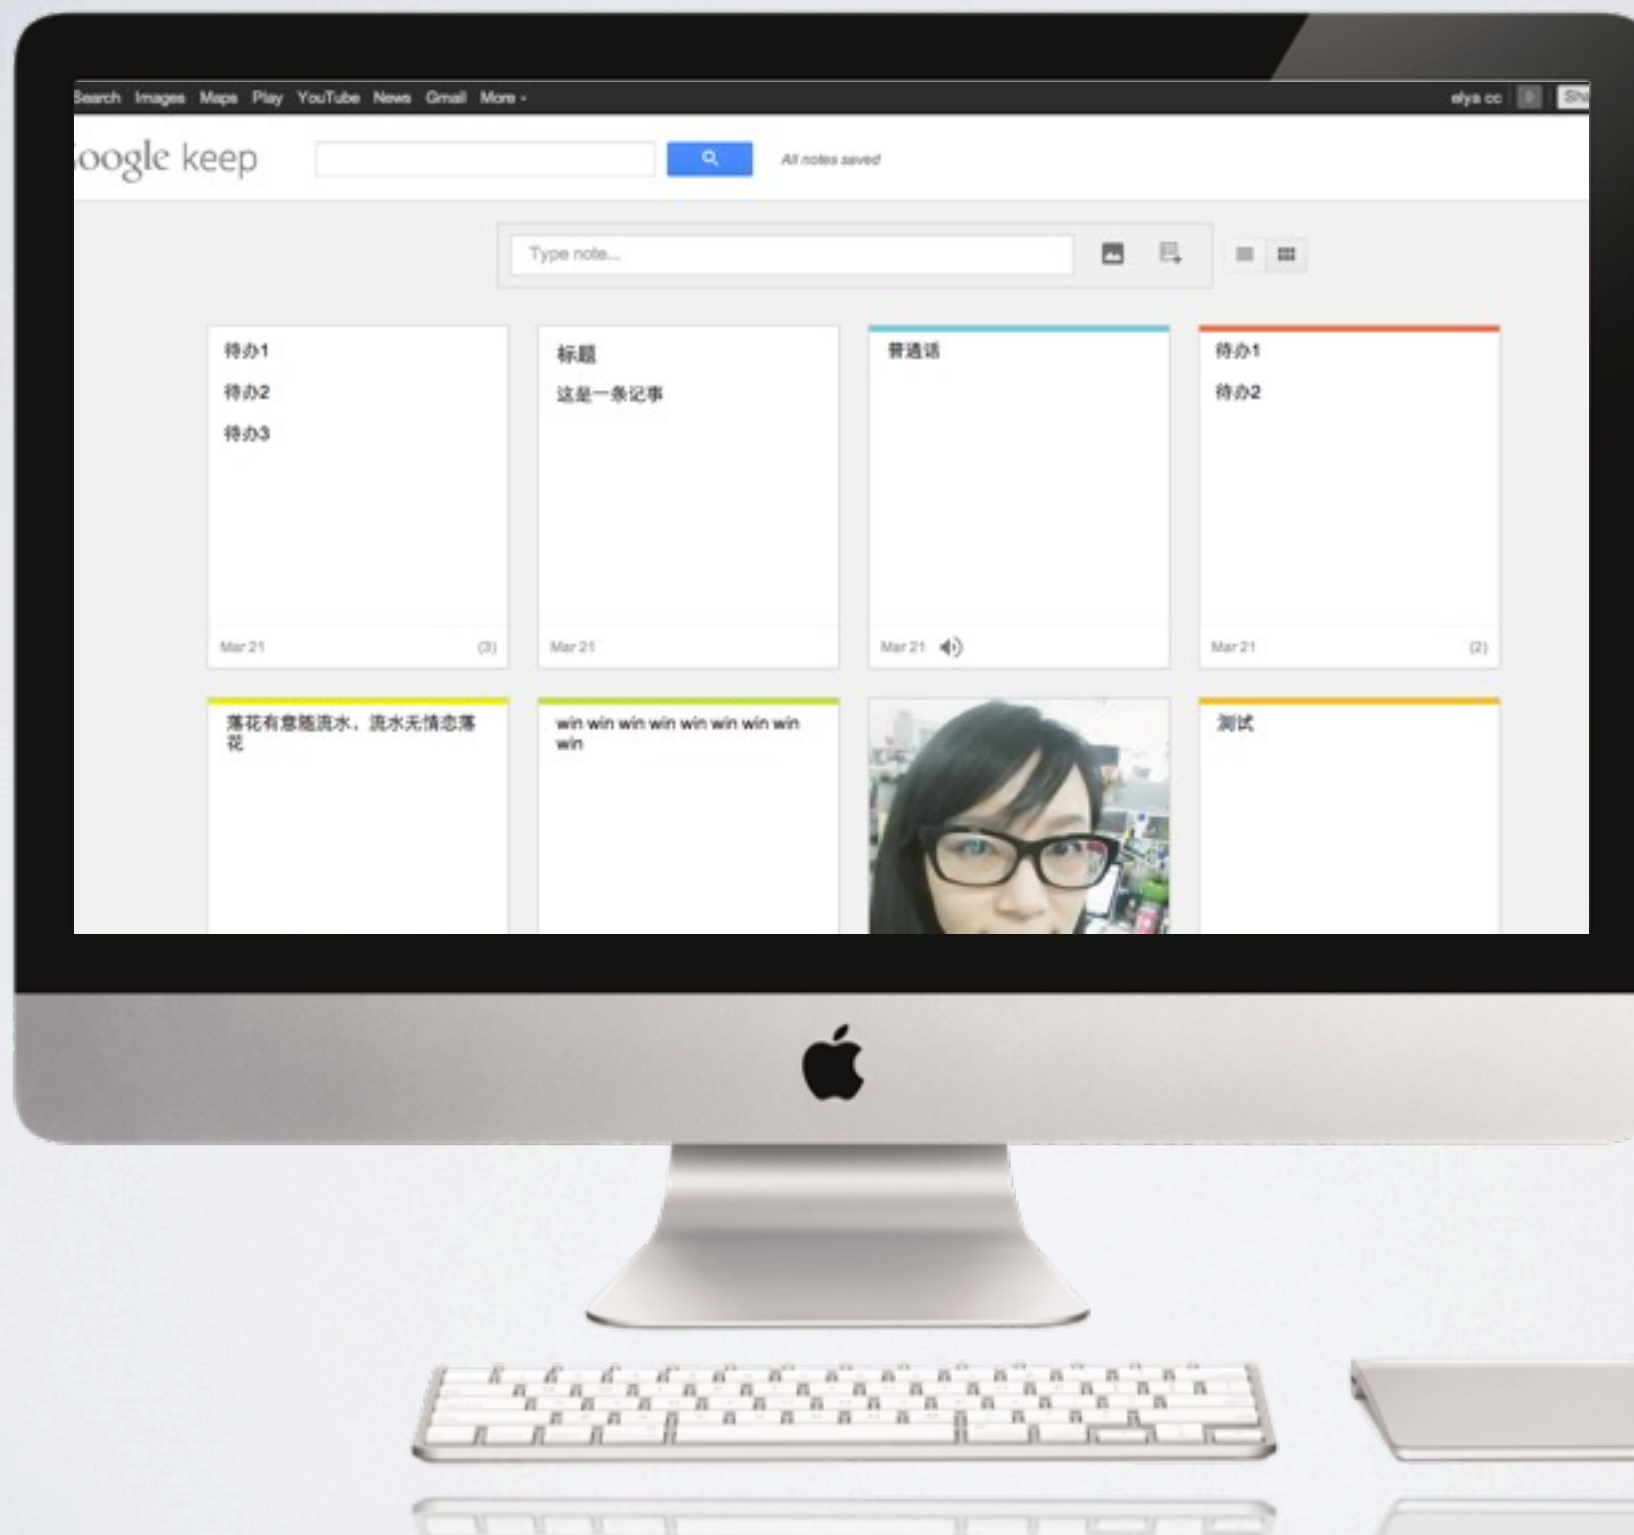 Search Images Maps Play YouTube News Gmail More
elya cc
Sha
oogle keep
All notes saved
Type note...
待办1
待办2
待办3
Mar 21 (3)
标题
这是一条记事
Mar 21
普通话
Mar 21
待办1
待办2
Mar 21 (2)
落花有意随流水，流水无情恋落
花
win win win win win win win win
win
测试